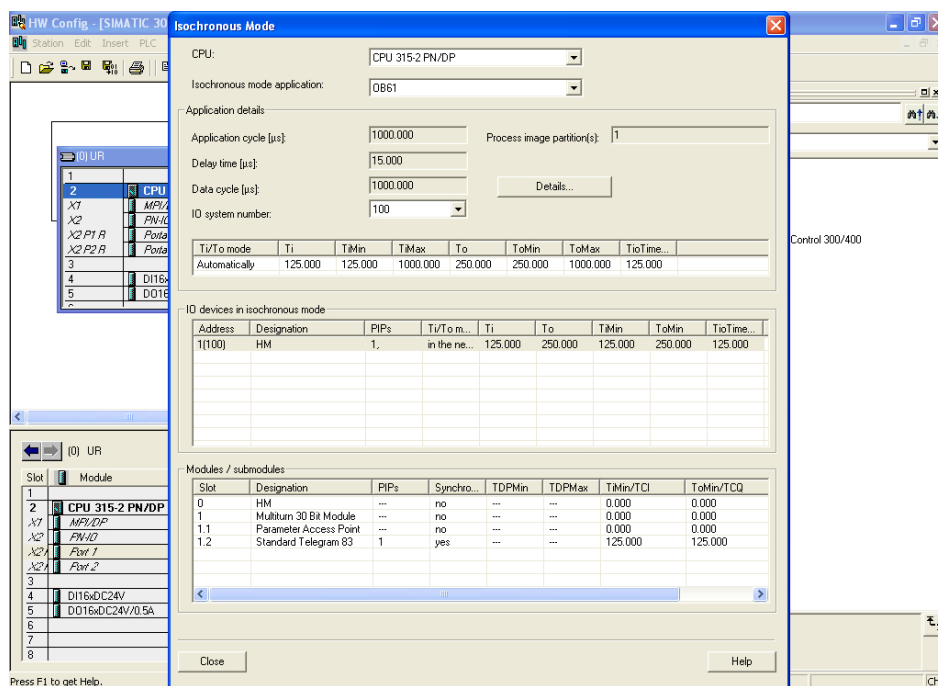 HW Config - [SIMATIC 30
Isochronous Mode
Station Edit Insert PLC
CPU: CPU 315-2 PN/DP
Isochronous mode application: OB61
Application details
Application cycle [µs]: 1000.000 Process image partition(s): 1
Delay time [µs]: 15.000
Data cycle [µs]: 1000.000 Details...
IO system number: 100
Ti/To mode Ti TiMin TiMax To ToMin ToMax TioTime...
Automatically 125.000 125.000 1000.000 250.000 250.000 1000.000 125.000
IO devices in isochronous mode
Address Designation PIPs Ti/To m... Ti To TiMin ToMin TioTime...
1(100) HM 1, in the ne... 125.000 250.000 125.000 250.000 125.000
Modules / submodules
Slot Designation PIPs Synchro... TDPMin TDPMax TiMin/TCI ToMin/TCQ
0 HM --- no --- --- 0.000 0.000
1 Multiturn 30 Bit Module --- no --- --- 0.000 0.000
1.1 Parameter Access Point --- no --- --- 0.000 0.000
1.2 Standard Telegram 83 1 yes --- --- 125.000 125.000
Close Help
(0) UR
1
2 CPU
X1 MPI/
X2 PN-IO
X2 P1 R Porta
X2 P2 R Porta
3
4 DI16x
5 DO16
Control 300/400
(0) UR
Slot Module
1
2 CPU 315-2 PN/DP
X1 MPI/DP
X2 PN-IO
X2 Port 1
X2 Port 2
3
4 DI16xDC24V
5 DO16xDC24V/0.5A
6
7
8
Press F1 to get Help.
Ch